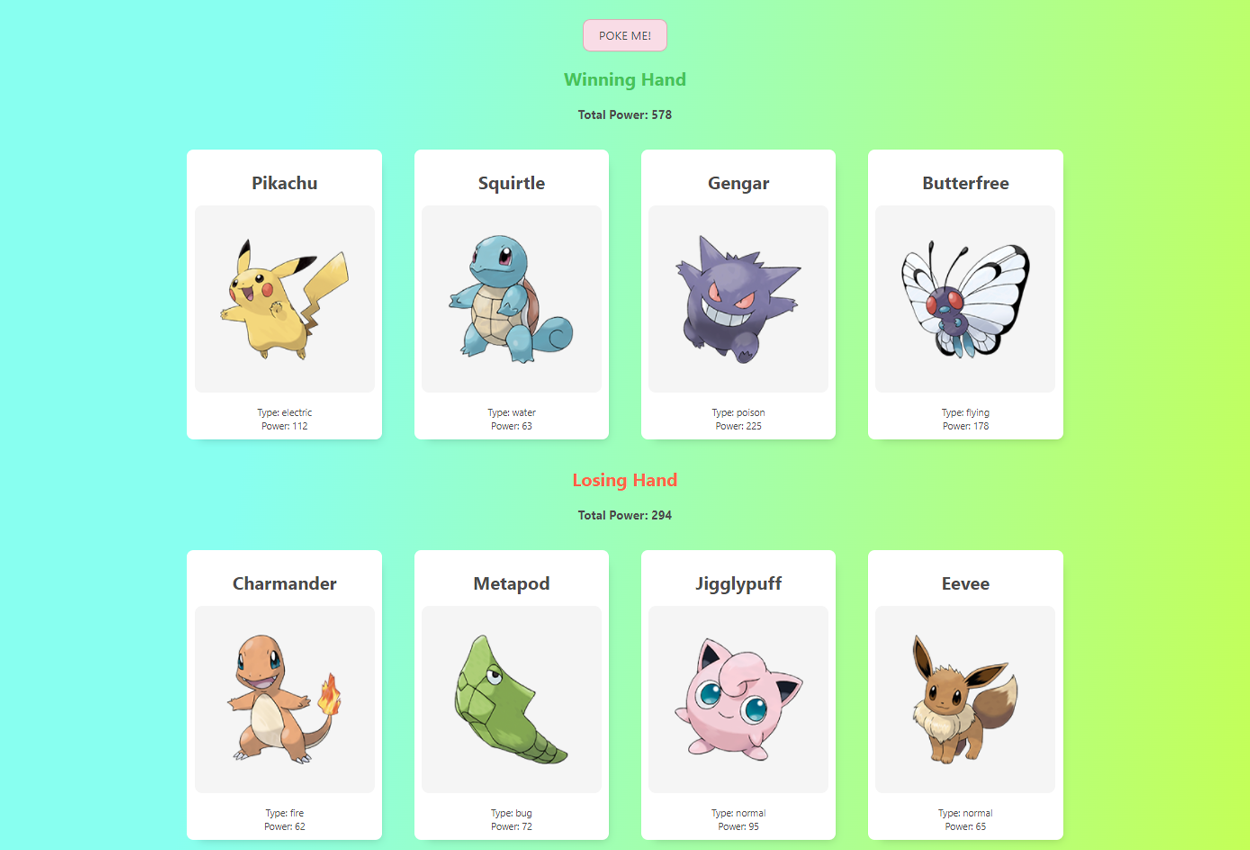 POKE ME!
Winning Hand
Total Power: 578
Pikachu
Type: electric
Power: 112
Squirtle
Type: water
Power: 63
Gengar
Type: poison
Power: 225
Butterfree
Type: flying
Power: 178
Losing Hand
Total Power: 294
Charmander
Type: fire
Power: 62
Metapod
Type: bug
Power: 72
Jigglypuff
Type: normal
Power: 95
Eevee
Type: normal
Power: 65